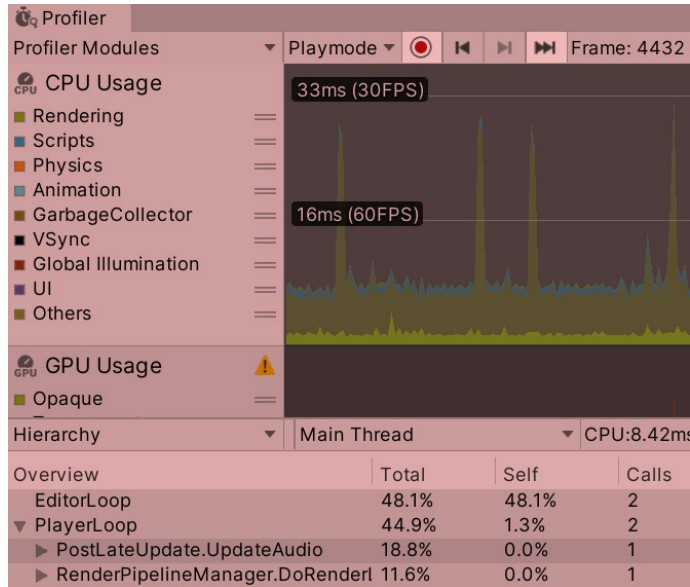 Profiler
Profiler Modules Playmode Frame: 4432
CPU Usage
CPU
33ms (30FPS)
Rendering
Scripts
Physics
Animation
GarbageCollector
16ms (60FPS)
VSync
Global Illumination
UI
Others
GPU Usage
GPU
Opaque
Hierarchy Main Thread CPU:8.42ms
Overview Total Self Calls
EditorLoop 48.1% 48.1% 2
PlayerLoop 44.9% 1.3% 2
PostLateUpdate.UpdateAudio 18.8% 0.0% 1
RenderPipelineManager.DoRenderL 11.6% 0.0% 1